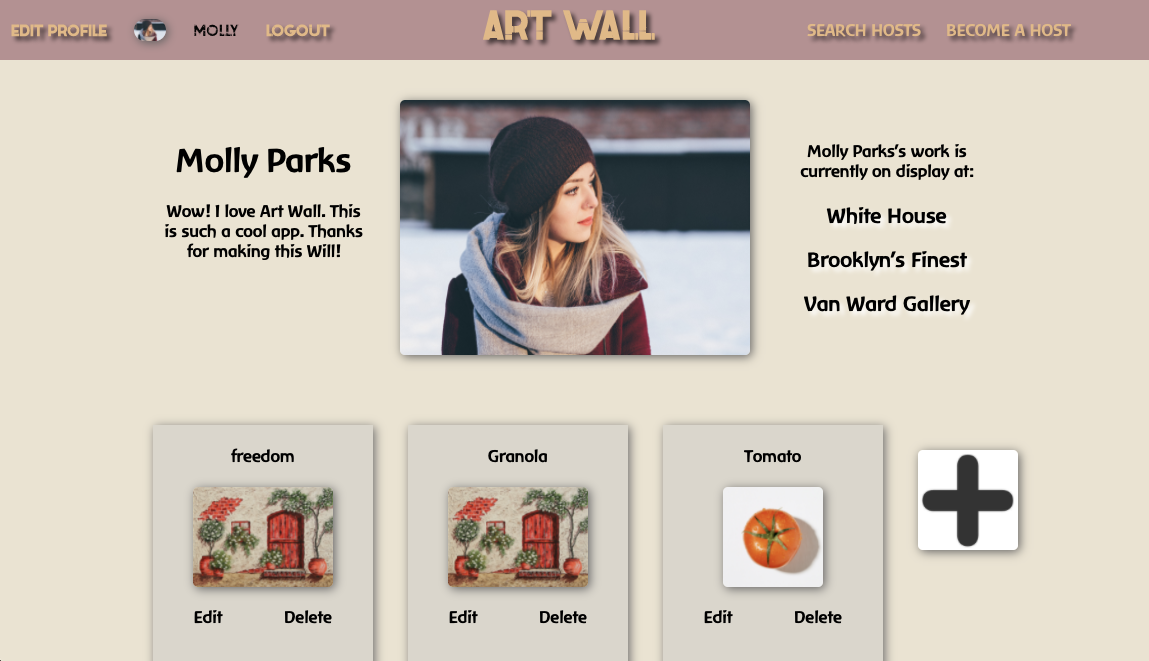 EDIT PROFILE
MOLLY
LOGOUT
ART WALL
SEARCH HOSTS
BECOME A HOST
Molly Parks
Wow! I love Art Wall. This
is such a cool app. Thanks
for making this Will!
Molly Parks's work is
currently on display at:
White House
Brooklyn's Finest
Van Ward Gallery
freedom
Edit
Delete
Granola
Edit
Delete
Tomato
Edit
Delete